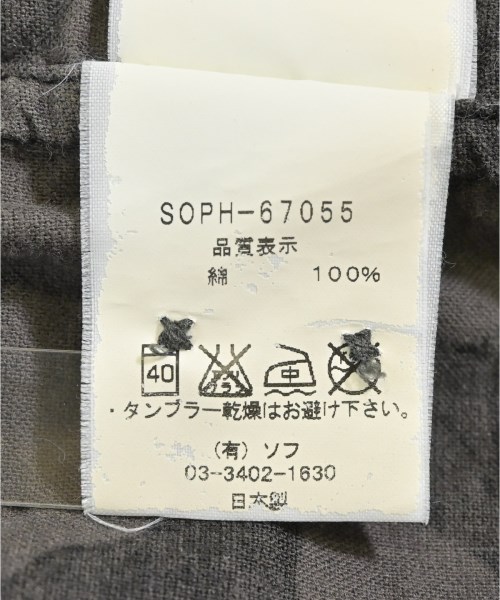 SOPH-67055
品質表示
綿 100%
40 中
・タンブラー乾燥はお避け下さい。
(有) ソフ
03-3402-1630
日本製